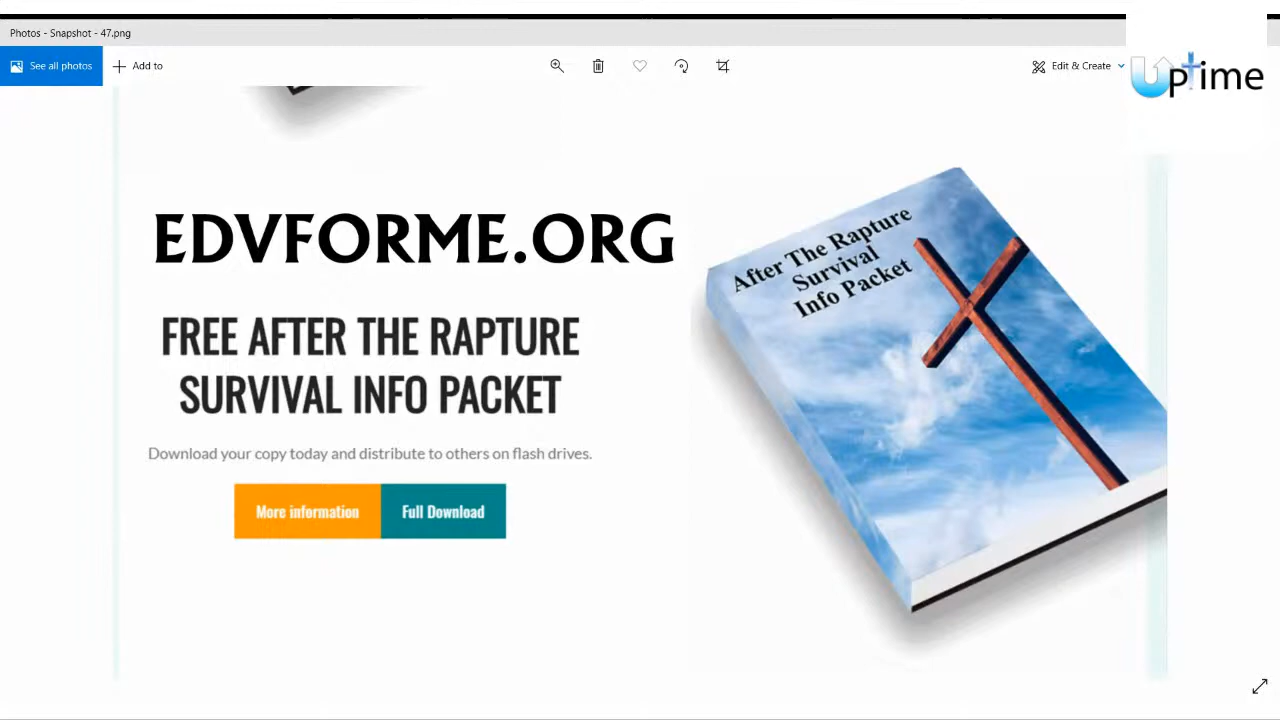 Photos - Snapshot - 47.png
See all photos
Add to
Edit & Create
Uptime
EDVFORME.ORG
After The Rapture
Survival
Info Packet
FREE AFTER THE RAPTURE
SURVIVAL INFO PACKET
Download your copy today and distribute to others on flash drives.
More information
Full Download